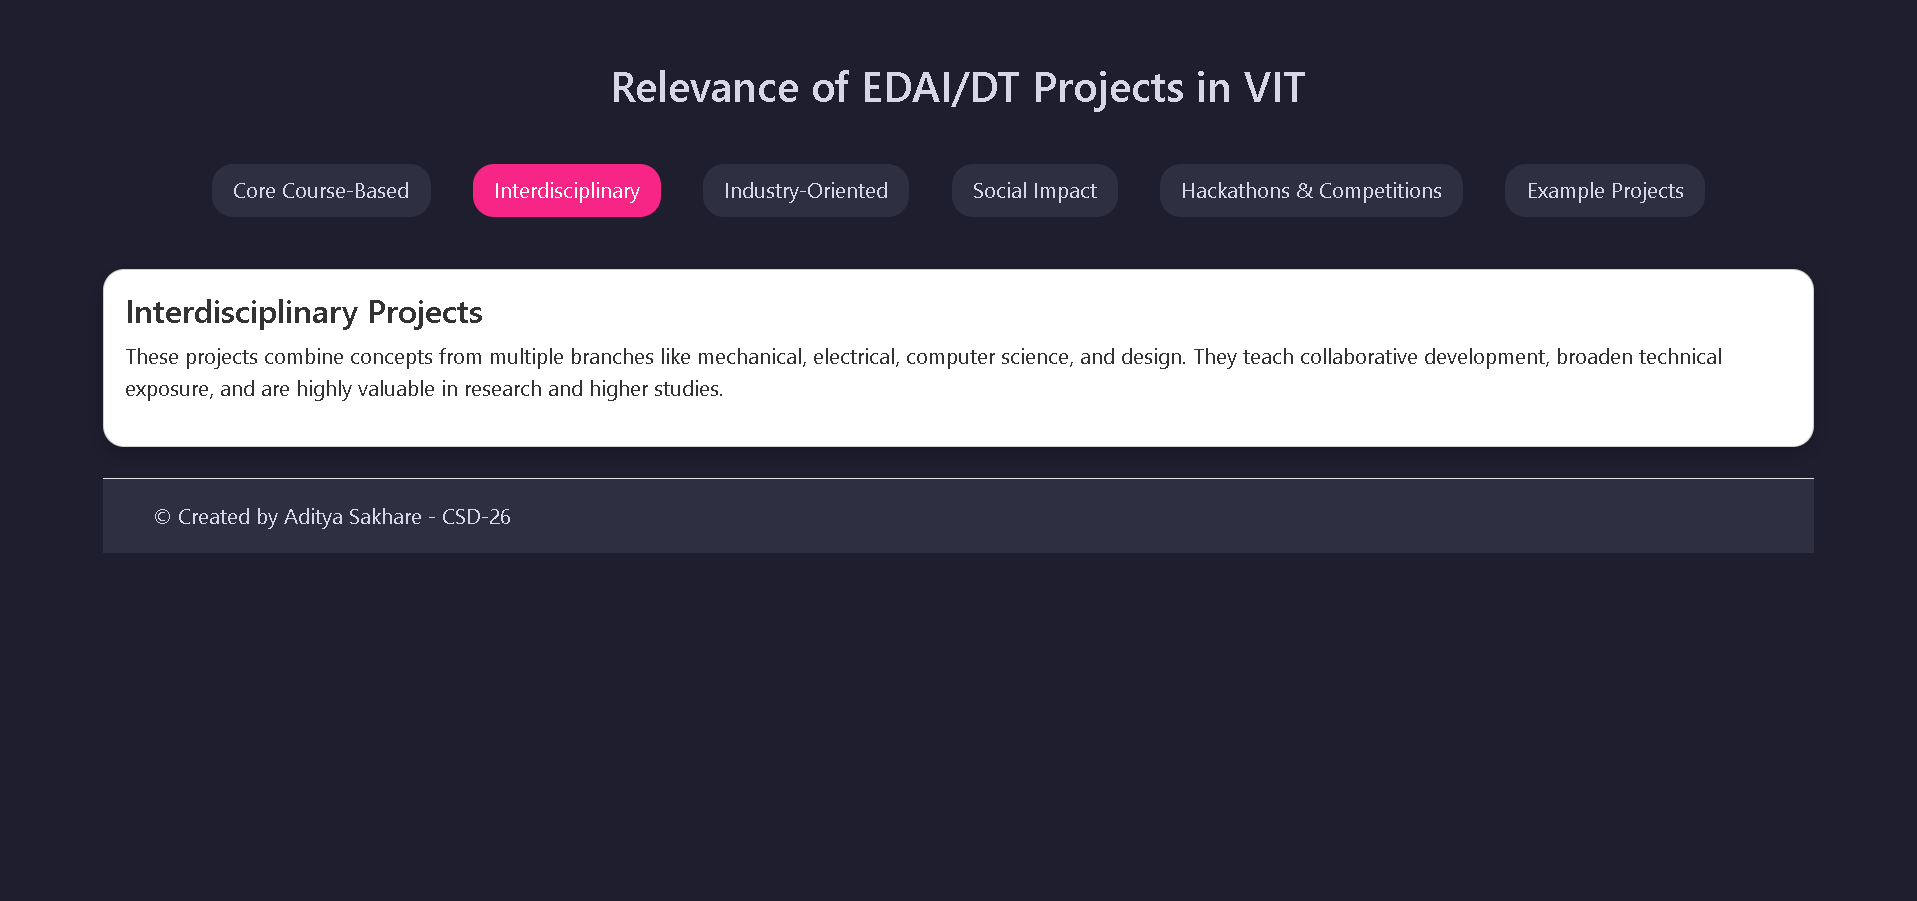 Relevance of EDAI/DT Projects in VIT
Core Course-Based
Interdisciplinary
Industry-Oriented
Social Impact
Hackathons & Competitions
Example Projects
Interdisciplinary Projects
These projects combine concepts from multiple branches like mechanical, electrical, computer science, and design. They teach collaborative development, broaden technical
exposure, and are highly valuable in research and higher studies.
© Created by Aditya Sakhare - CSD-26